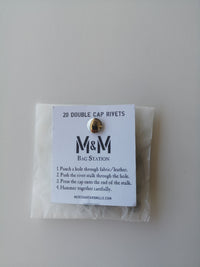 20 DOUBLE CAP RIVETS
M&M
BAG STATION
1. Punch a hole through fabric/leather.
2. Push the rivet stalk through the hole.
3. Press the cap onto the end of the stalk.
4. Hammer together carefully.